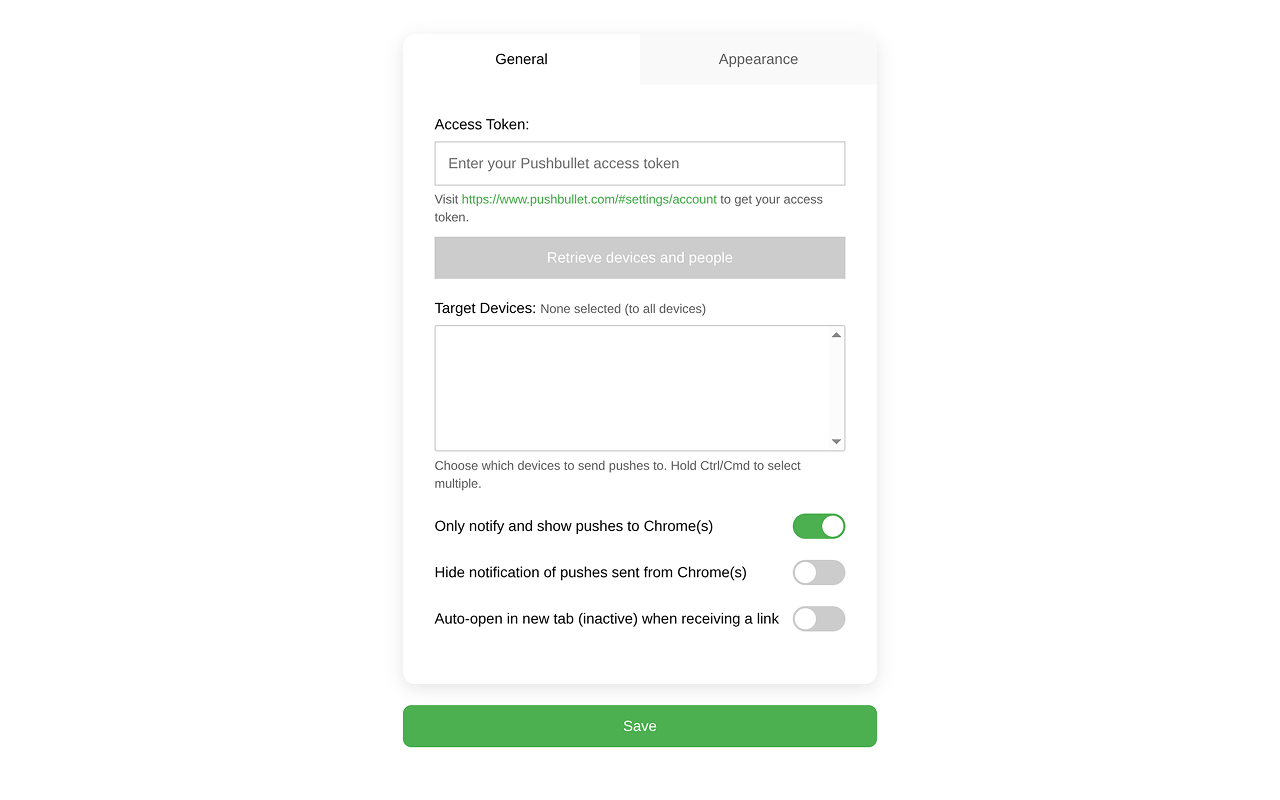 General
Appearance
Access Token:
Enter your Pushbullet access token
Visit https://www.pushbullet.com/#settings/account to get your access
token.
Retrieve devices and people
Target Devices: None selected (to all devices)
Choose which devices to send pushes to. Hold Ctrl/Cmd to select
multiple.
Only notify and show pushes to Chrome(s)
Hide notification of pushes sent from Chrome(s)
Auto-open in new tab (inactive) when receiving a link
Save